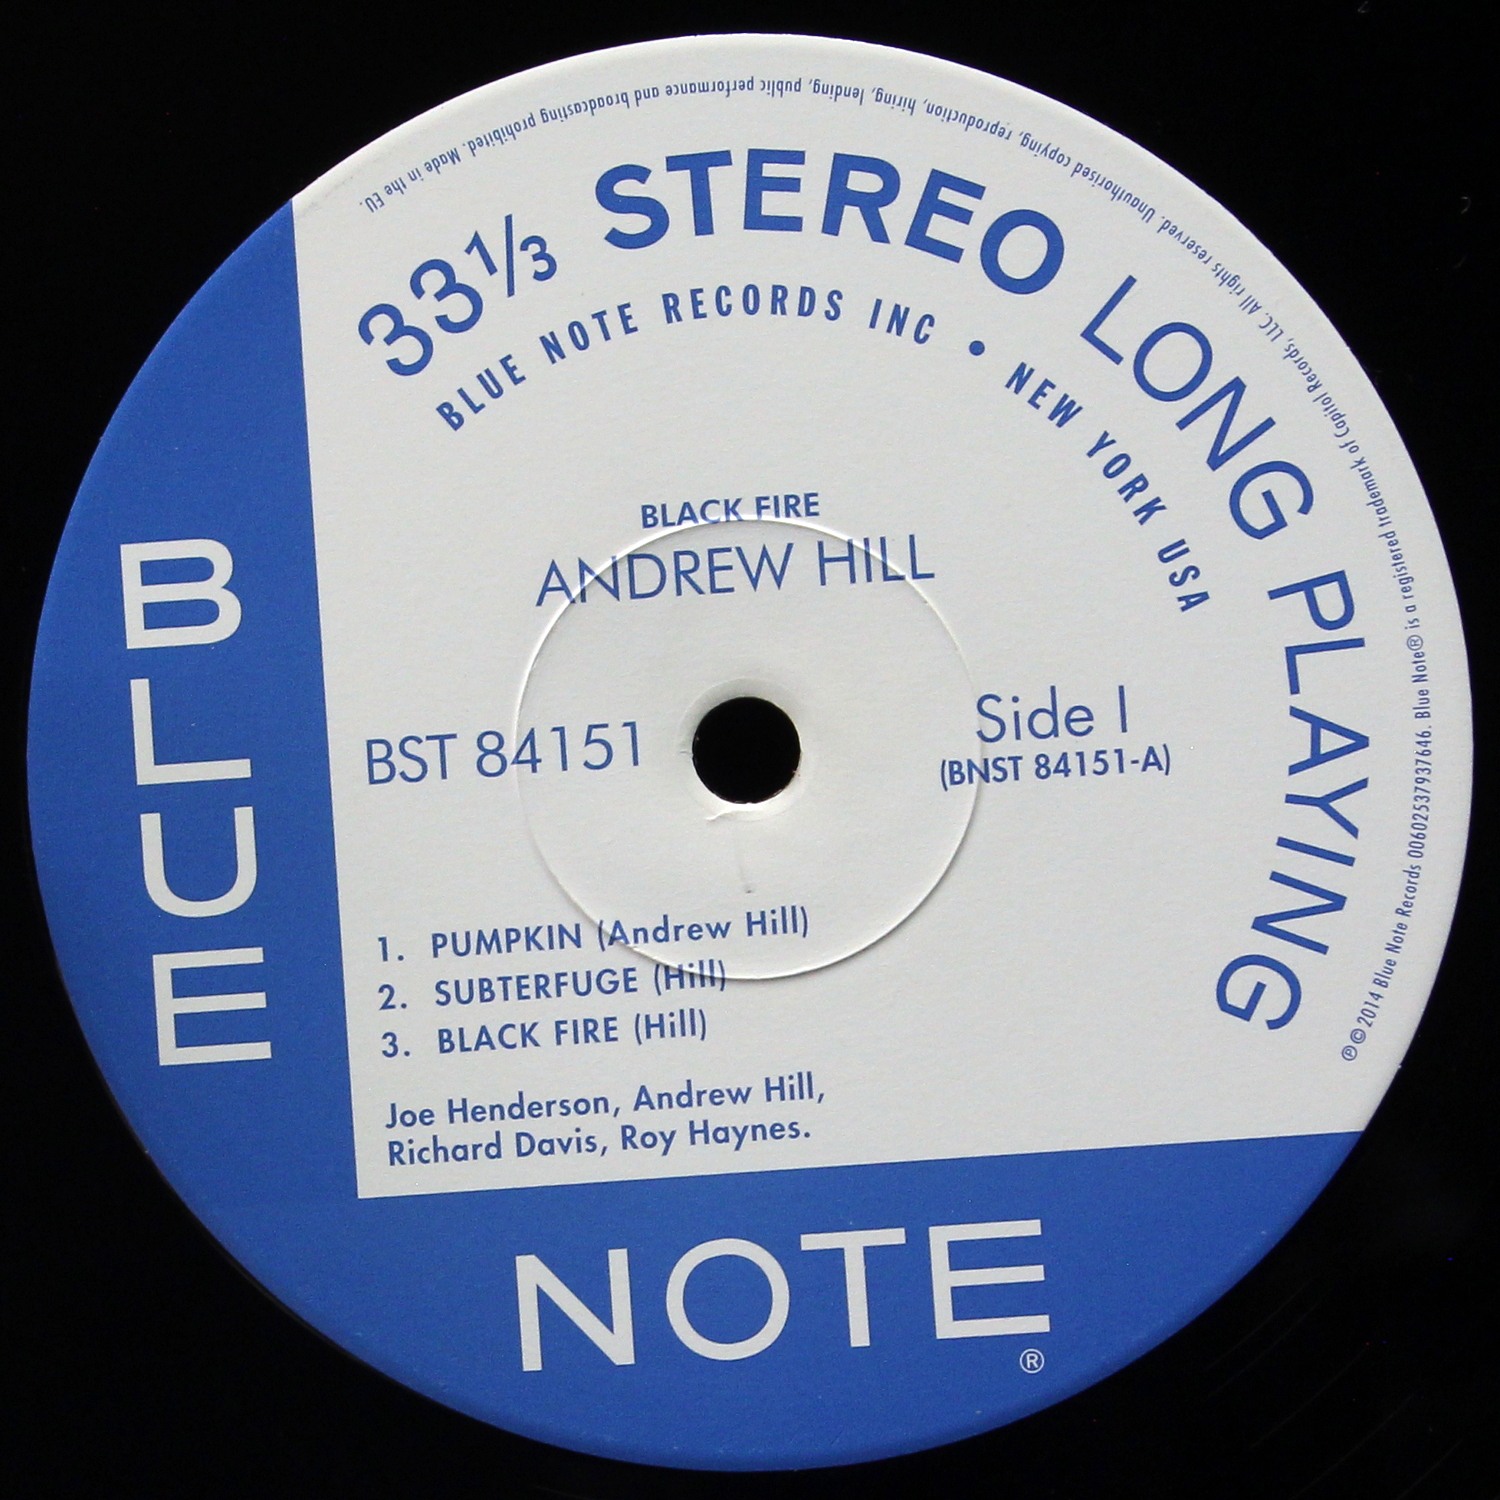 33 1/3 STEREO LONG PLAYING
BLUE NOTE RECORDS INC • NEW YORK USA
BLACK FIRE
ANDREW HILL
BST 84151
Side I
(BNST 84151-A)
1. PUMPKIN (Andrew Hill)
2. SUBTERFUGE (Hill)
3. BLACK FIRE (Hill)
Joe Henderson, Andrew Hill,
Richard Davis, Roy Haynes.
BLUE
NOTE®
℗©2014 Blue Note Records 00602537937646. Blue Note® is a registered trademark of Capitol Records, LLC. All rights reserved. Unauthorised copying, reproduction, hiring, lending, public performance and broadcasting prohibited. Made in the EU.